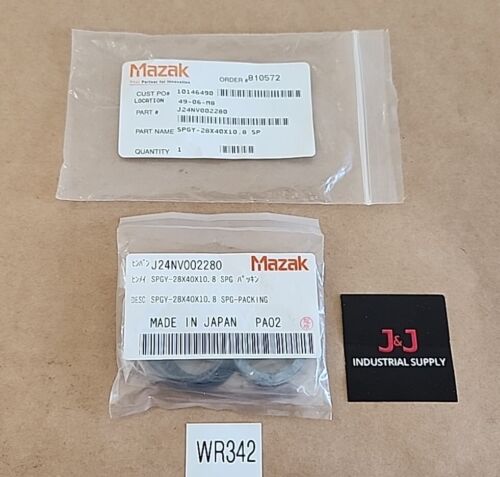 Mazak
Your Partner for Innovation
ORDER #810572
CUST PO# 10146490
LOCATION 49-06-M8
PART # J24NV002280
PART NAME SPGY-28X40X10.8 SP
QUANTITY 1
ヒンバン J24NV002280 Mazak
ヒンメイ SPGY-28X40X10.8 SPG パッキン
DESC SPGY-28X40X10.8 SPG-PACKING
MADE IN JAPAN PA02
J&J
INDUSTRIAL SUPPLY
WR342